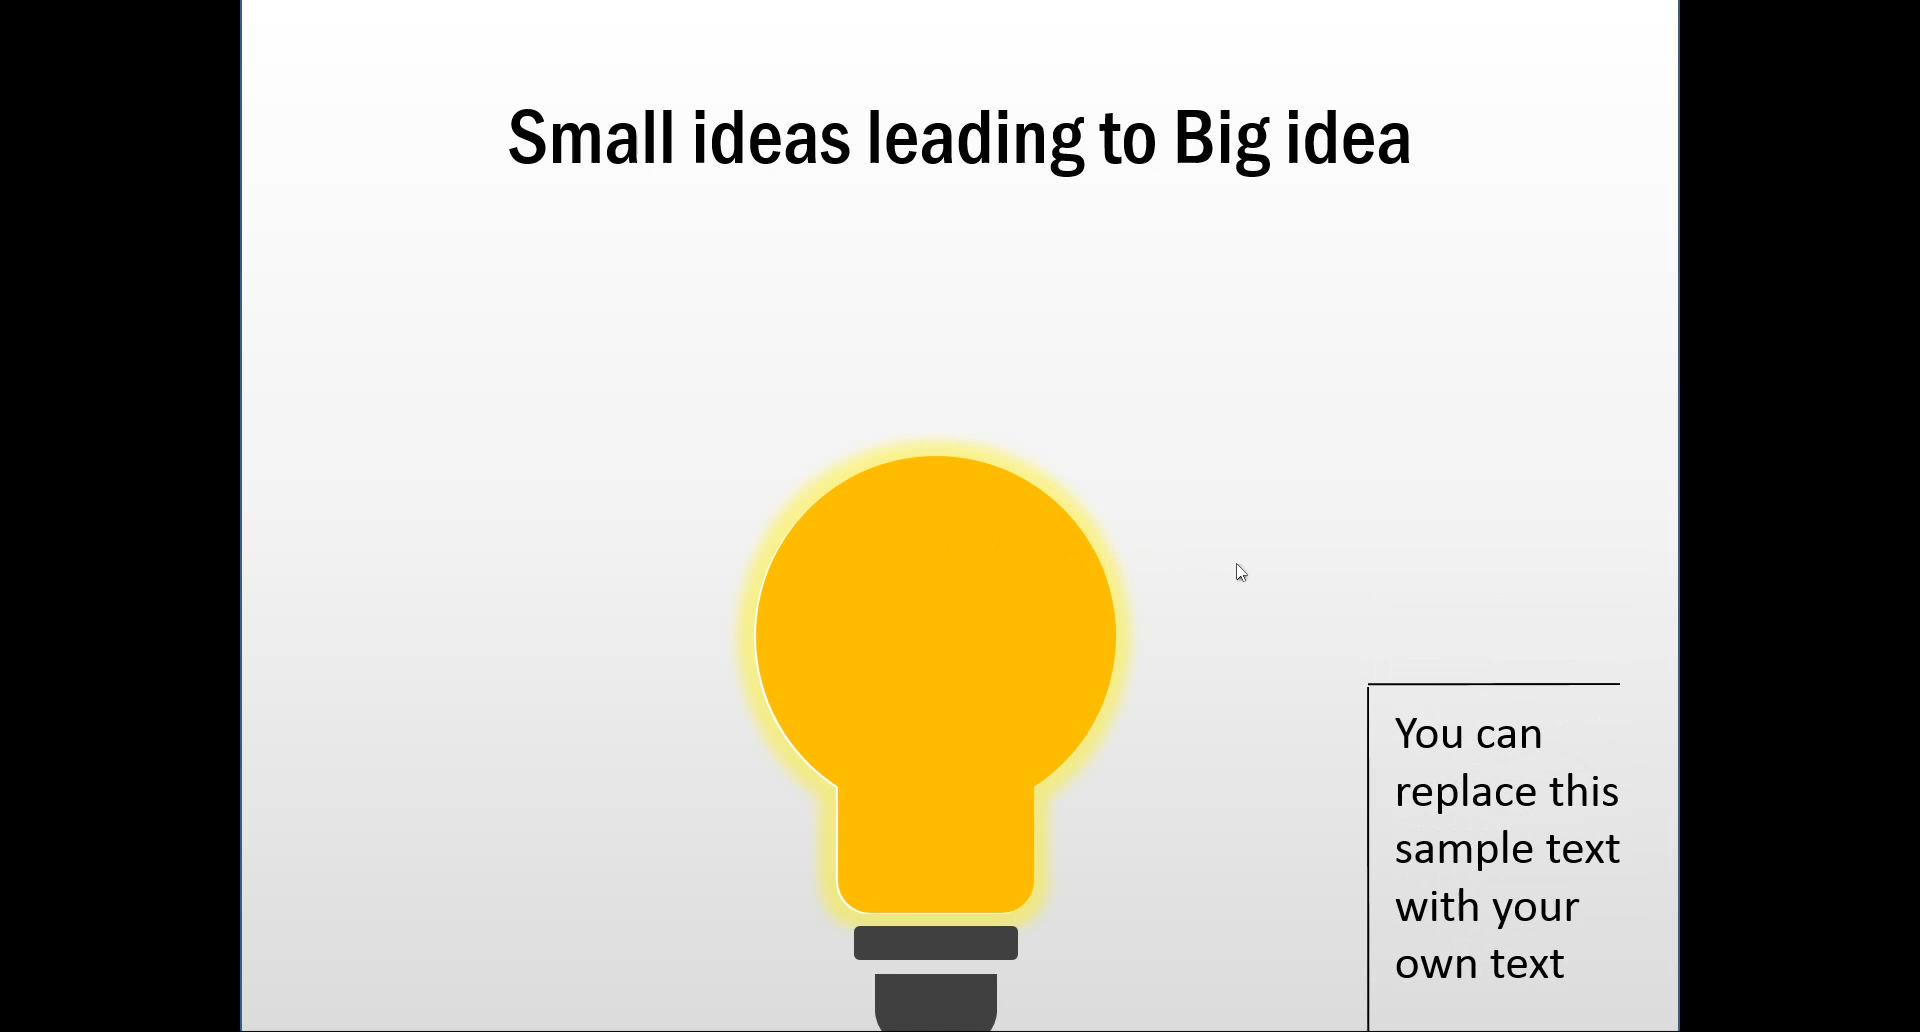 Small ideas leading to Big idea
You can
replace this
sample text
with your
own text